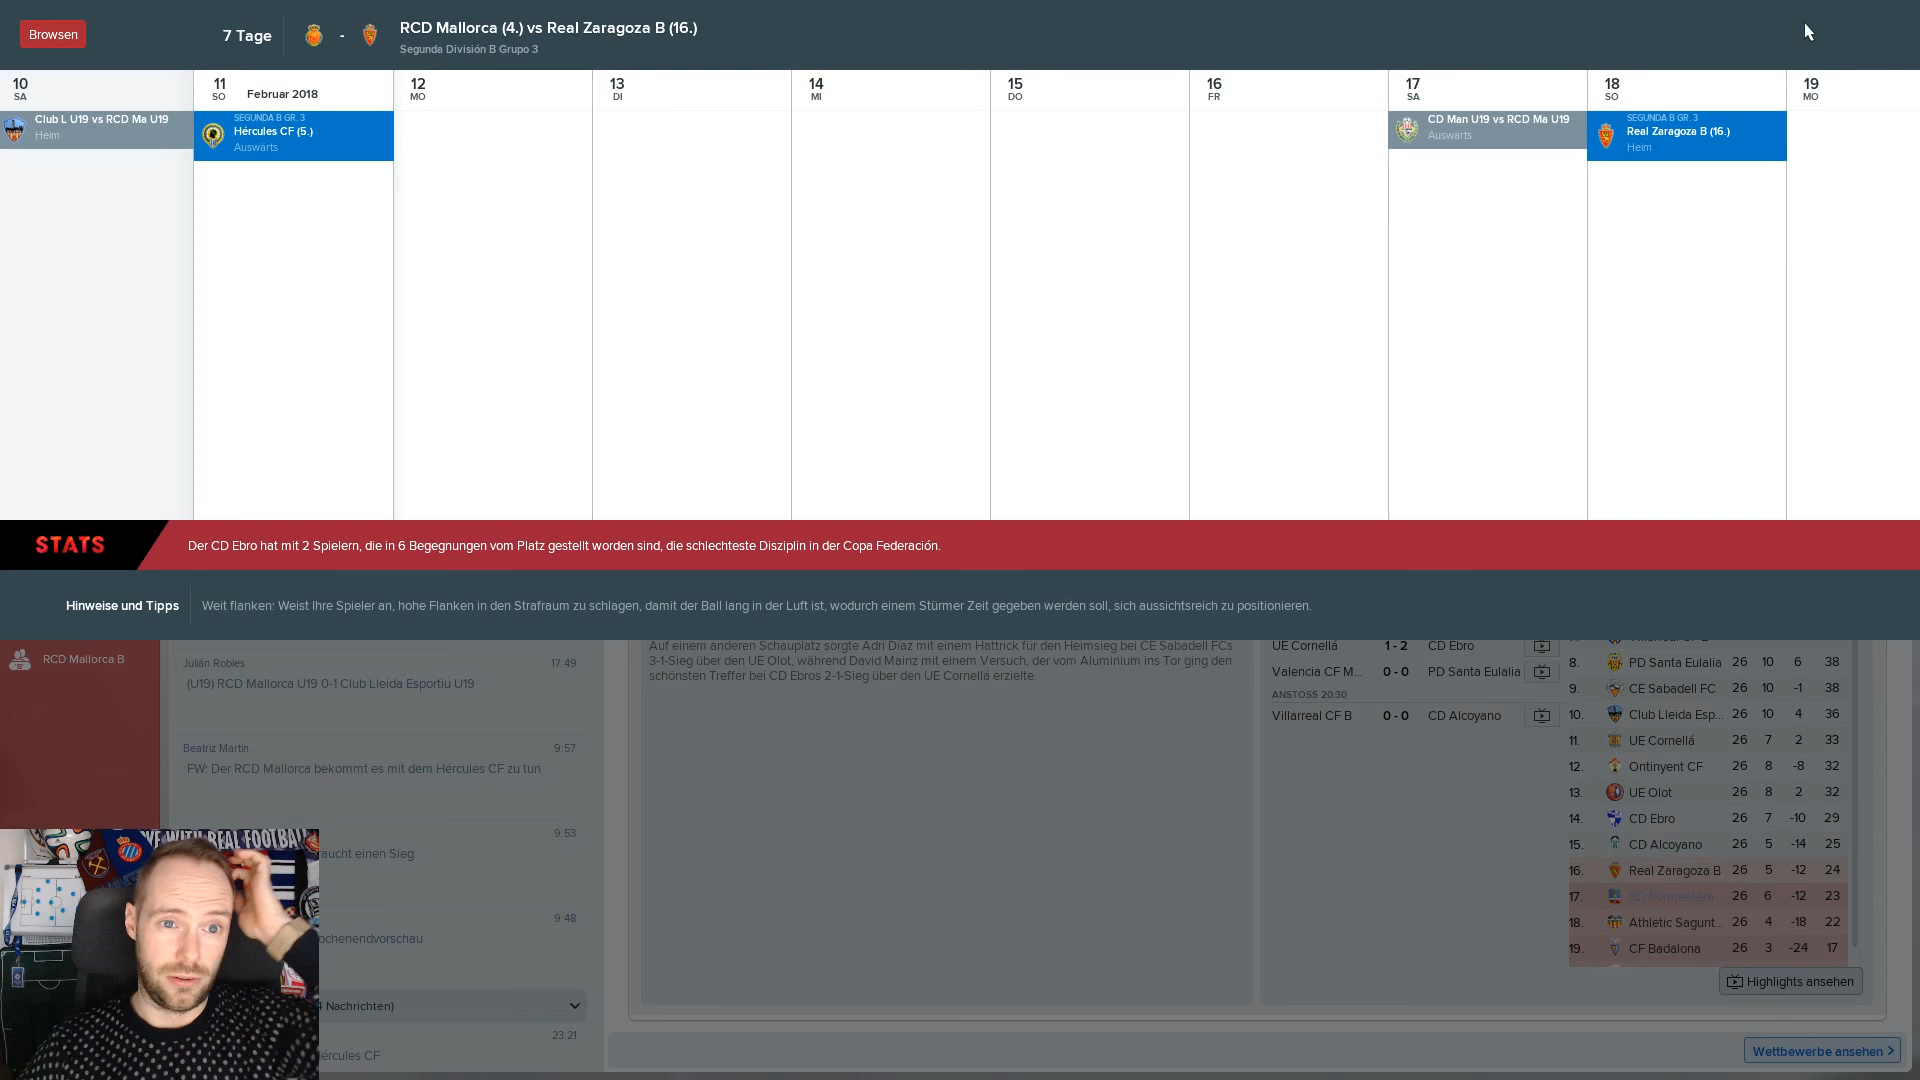 Browsen
7 Tage
-
RCD Mallorca (4.) vs Real Zaragoza B (16.)
Segunda División B Grupo 3
10 SA
11 SO Februar 2018
12 MO
13 DI
14 MI
15 DO
16 FR
17 SA
18 SO
19 MO
Club L U19 vs RCD Ma U19
Heim
SEGUNDA B GR. 3
Hércules CF (5.)
Auswärts
CD Man U19 vs RCD Ma U19
Auswärts
SEGUNDA B GR. 3
Real Zaragoza B (16.)
Heim
STATS
Der CD Ebro hat mit 2 Spielern, die in 6 Begegnungen vom Platz gestellt worden sind, die schlechteste Disziplin in der Copa Federación.
Hinweise und Tipps
Weit flanken: Weist Ihre Spieler an, hohe Flanken in den Strafraum zu schlagen, damit der Ball lang in der Luft ist, wodurch einem Stürmer Zeit gegeben werden soll, sich aussichtsreich zu positionieren.
RCD Mallorca B
Julián Robles 17:49
(U19) RCD Mallorca U19 0-1 Club Lleida Esportiu U19
Beatriz Martín 9:57
FW: Der RCD Mallorca bekommt es mit dem Hércules CF zu tun
9:53
aucht einen Sieg
9:48
ochenendvorschau
Nachrichten)
23:21
ércules CF
Auf einem anderen Schauplatz sorgte Adri Díaz mit einem Hattrick für den Heimsieg bei CE Sabadell FCs
3-1-Sieg über den UE Olot, während David Mainz mit einem Versuch, der vom Aluminium ins Tor ging den
schönsten Treffer bei CD Ebros 2-1-Sieg über den UE Cornellá erzielte.
UE Cornellá 1 - 2 CD Ebro
Valencia CF M... 0 - 0 PD Santa Eulalia
ANSTOSS 20:30
Villarreal CF B 0 - 0 CD Alcoyano
8. PD Santa Eulalia 26 10 6 38
9. CE Sabadell FC 26 10 -1 38
10. Club Lleida Esp... 26 10 4 36
11. UE Cornellá 26 7 2 33
12. Ontinyent CF 26 8 -8 32
13. UE Olot 26 8 2 32
14. CD Ebro 26 7 -10 29
15. CD Alcoyano 26 5 -14 25
16. Real Zaragoza B 26 5 -12 24
17. SD Formentera 26 6 -12 23
18. Athletic Sagunt... 26 4 -18 22
19. CF Badalona 26 3 -24 17
Highlights ansehen
Wettbewerbe ansehen
WITH REAL FOOTBAL